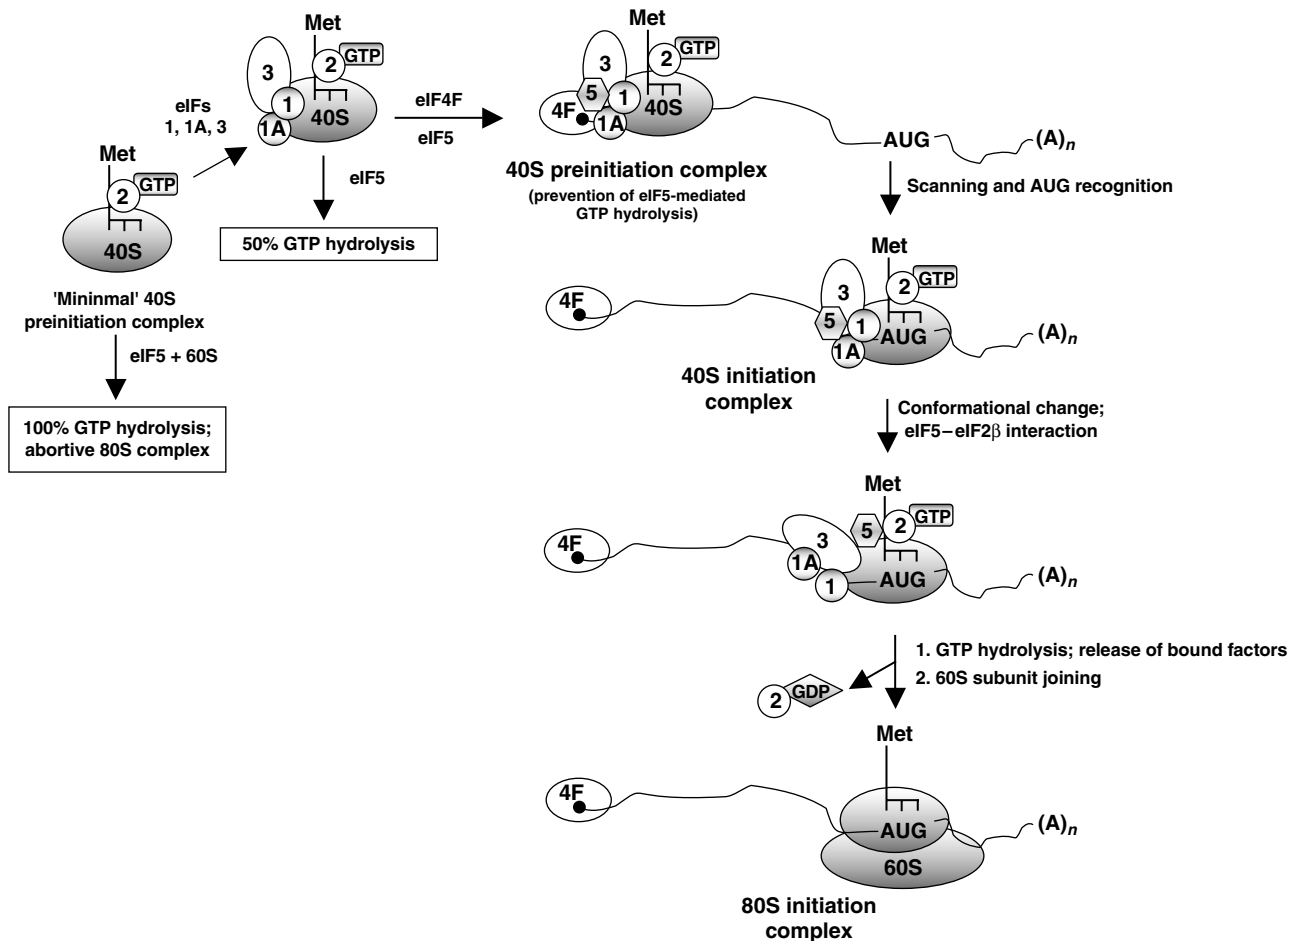 Met
2
GTP
40S
'Mininmal' 40S
preinitiation complex
eIF5 + 60S
100% GTP hydrolysis;
abortive 80S complex
eIFs
1, 1A, 3
Met
3
2
GTP
1
40S
1A
eIF5
50% GTP hydrolysis
eIF4F
eIF5
Met
3
2
GTP
5
1
40S
4F
1A
AUG
(A)n
40S preinitiation complex
(prevention of eIF5-mediated
GTP hydrolysis)
Scanning and AUG recognition
Met
4F
3
2
GTP
5
1
AUG
1A
(A)n
40S initiation
complex
Conformational change;
eIF5–eIF2β interaction
Met
4F
3
5
2
GTP
1A
1
AUG
(A)n
1. GTP hydrolysis; release of bound factors
2. 60S subunit joining
2
GDP
Met
4F
AUG
(A)n
60S
80S initiation
complex